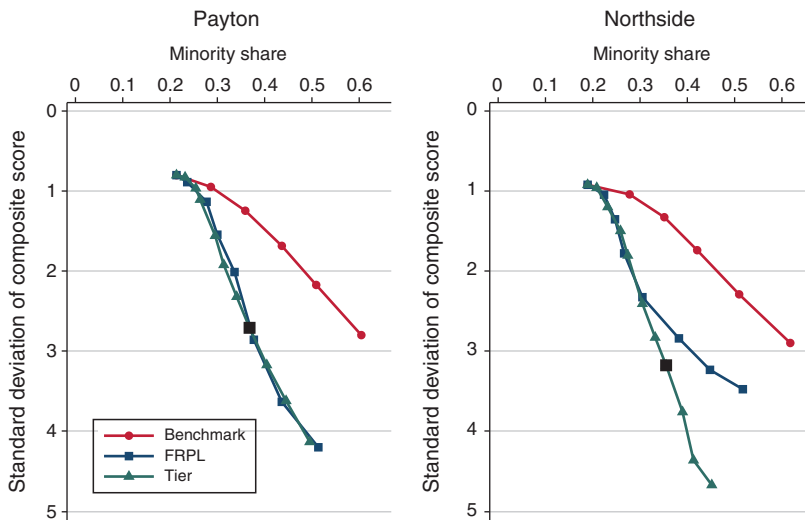 Payton
Minority share
0 0.1 0.2 0.3 0.4 0.5 0.6
Standard deviation of composite score
0
1
2
3
4
5
Benchmark
FRPL
Tier
Northside
Minority share
0 0.1 0.2 0.3 0.4 0.5 0.6
Standard deviation of composite score
0
1
2
3
4
5